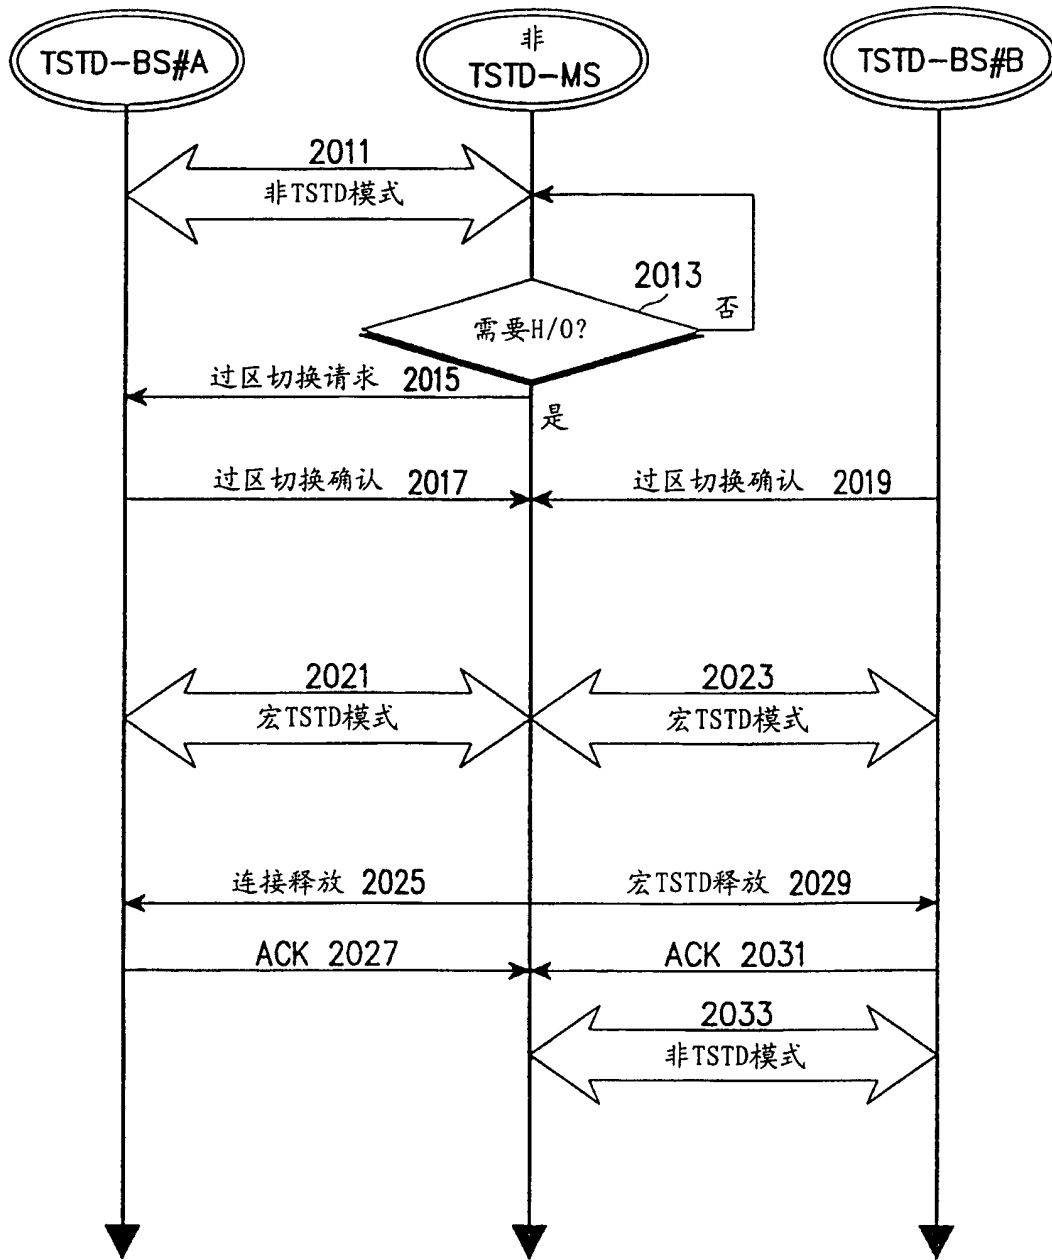 TSTD-BS#A
非
TSTD-MS
TSTD-BS#B
2011
非TSTD模式
2013
否
需要H/O?
过区切换请求 2015
是
过区切换确认 2017
过区切换确认 2019
2021
宏TSTD模式
2023
宏TSTD模式
连接释放 2025
宏TSTD释放 2029
ACK 2027
ACK 2031
2033
非TSTD模式